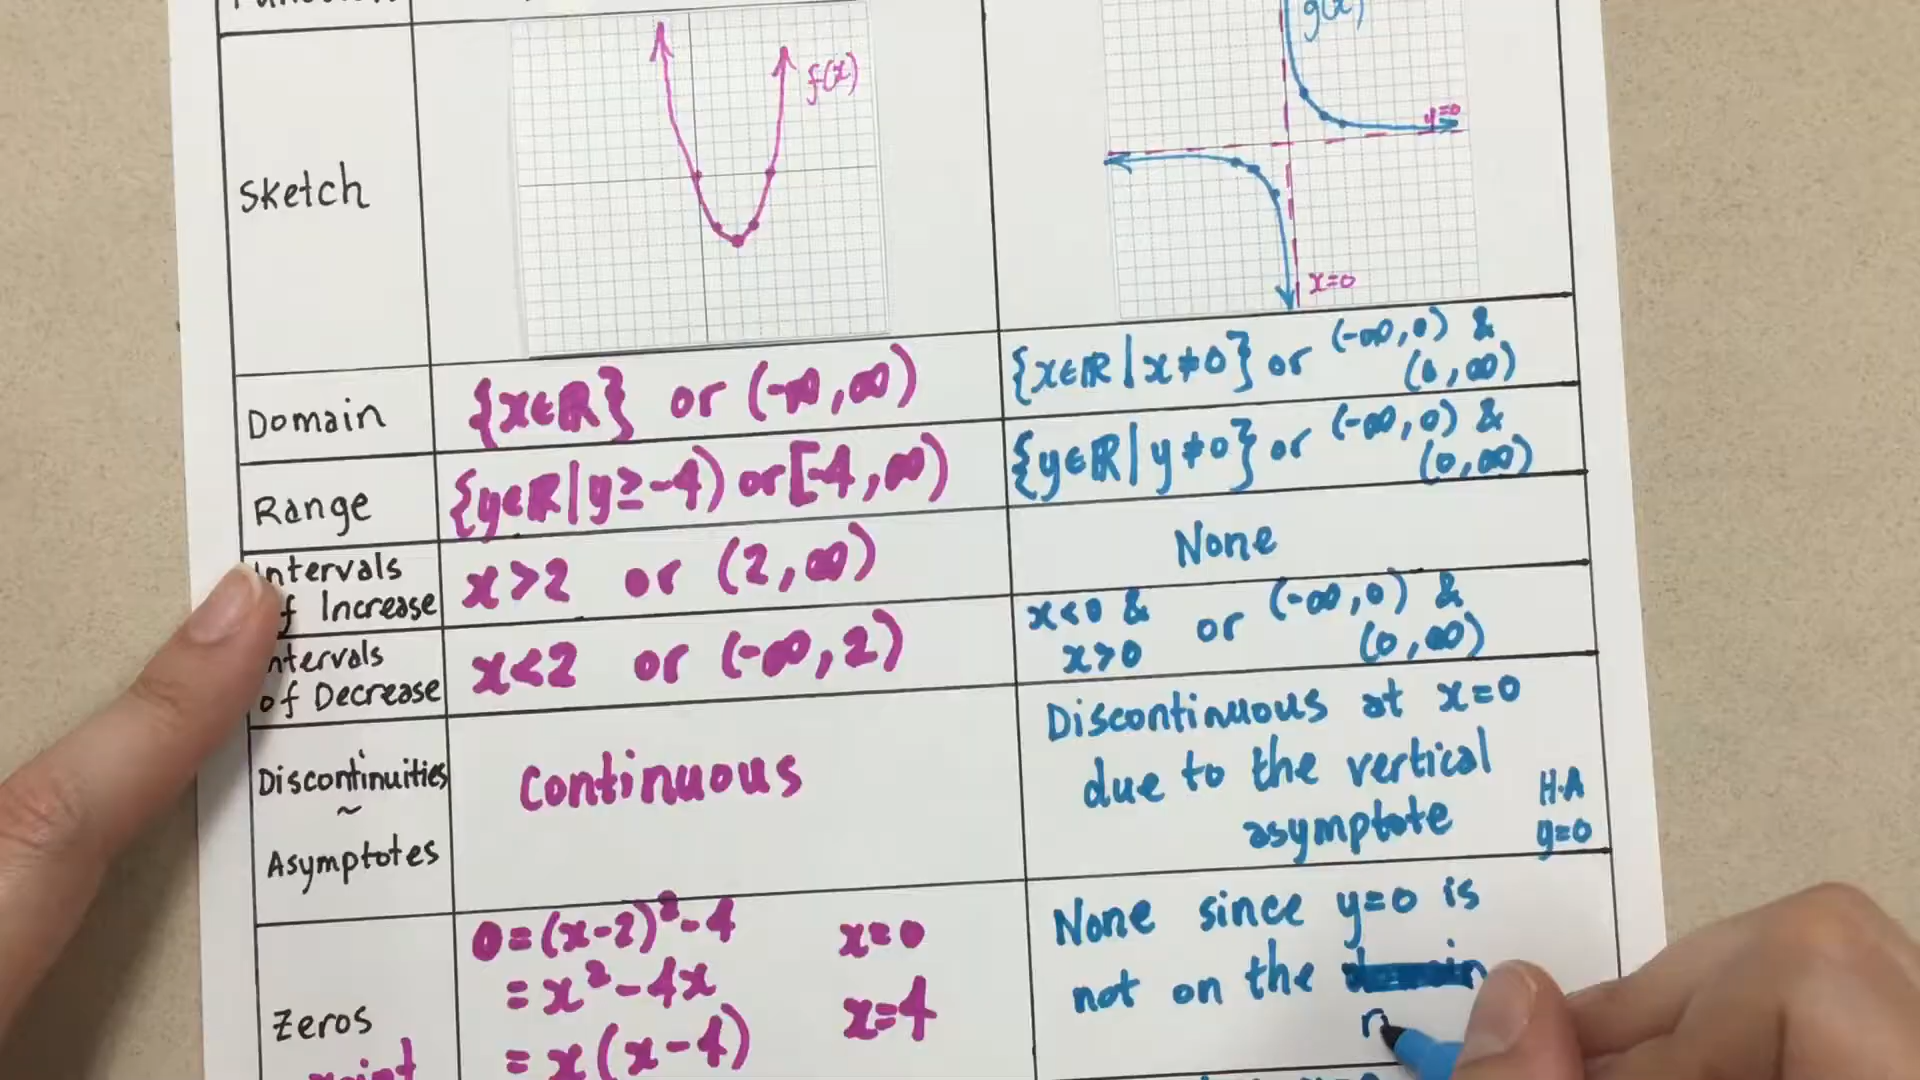 Sketch
f(x)
g(x)
y=0
x=0
Domain
{x∈ℝ} or (-∞,∞)
{x∈ℝ|x≠0} or (-∞,0) &
(0,∞)
Range
{y∈ℝ|y≥-4) or [-4,∞)
{y∈ℝ|y≠0} or (-∞,0) &
(0,∞)
Intervals
of Increase
x>2 or (2,∞)
None
Intervals
of Decrease
x<2 or (-∞,2)
x<0 & or (-∞,0) &
x>0 (0,∞)
Discontinuities
~
Asymptotes
Continuous
Discontinuous at x=0
due to the vertical
asymptote
H·A
y=0
Zeros
0=(x-2)²-4
=x²-4x
=x(x-4)
x=0
x=4
None since y=0 is
not on the